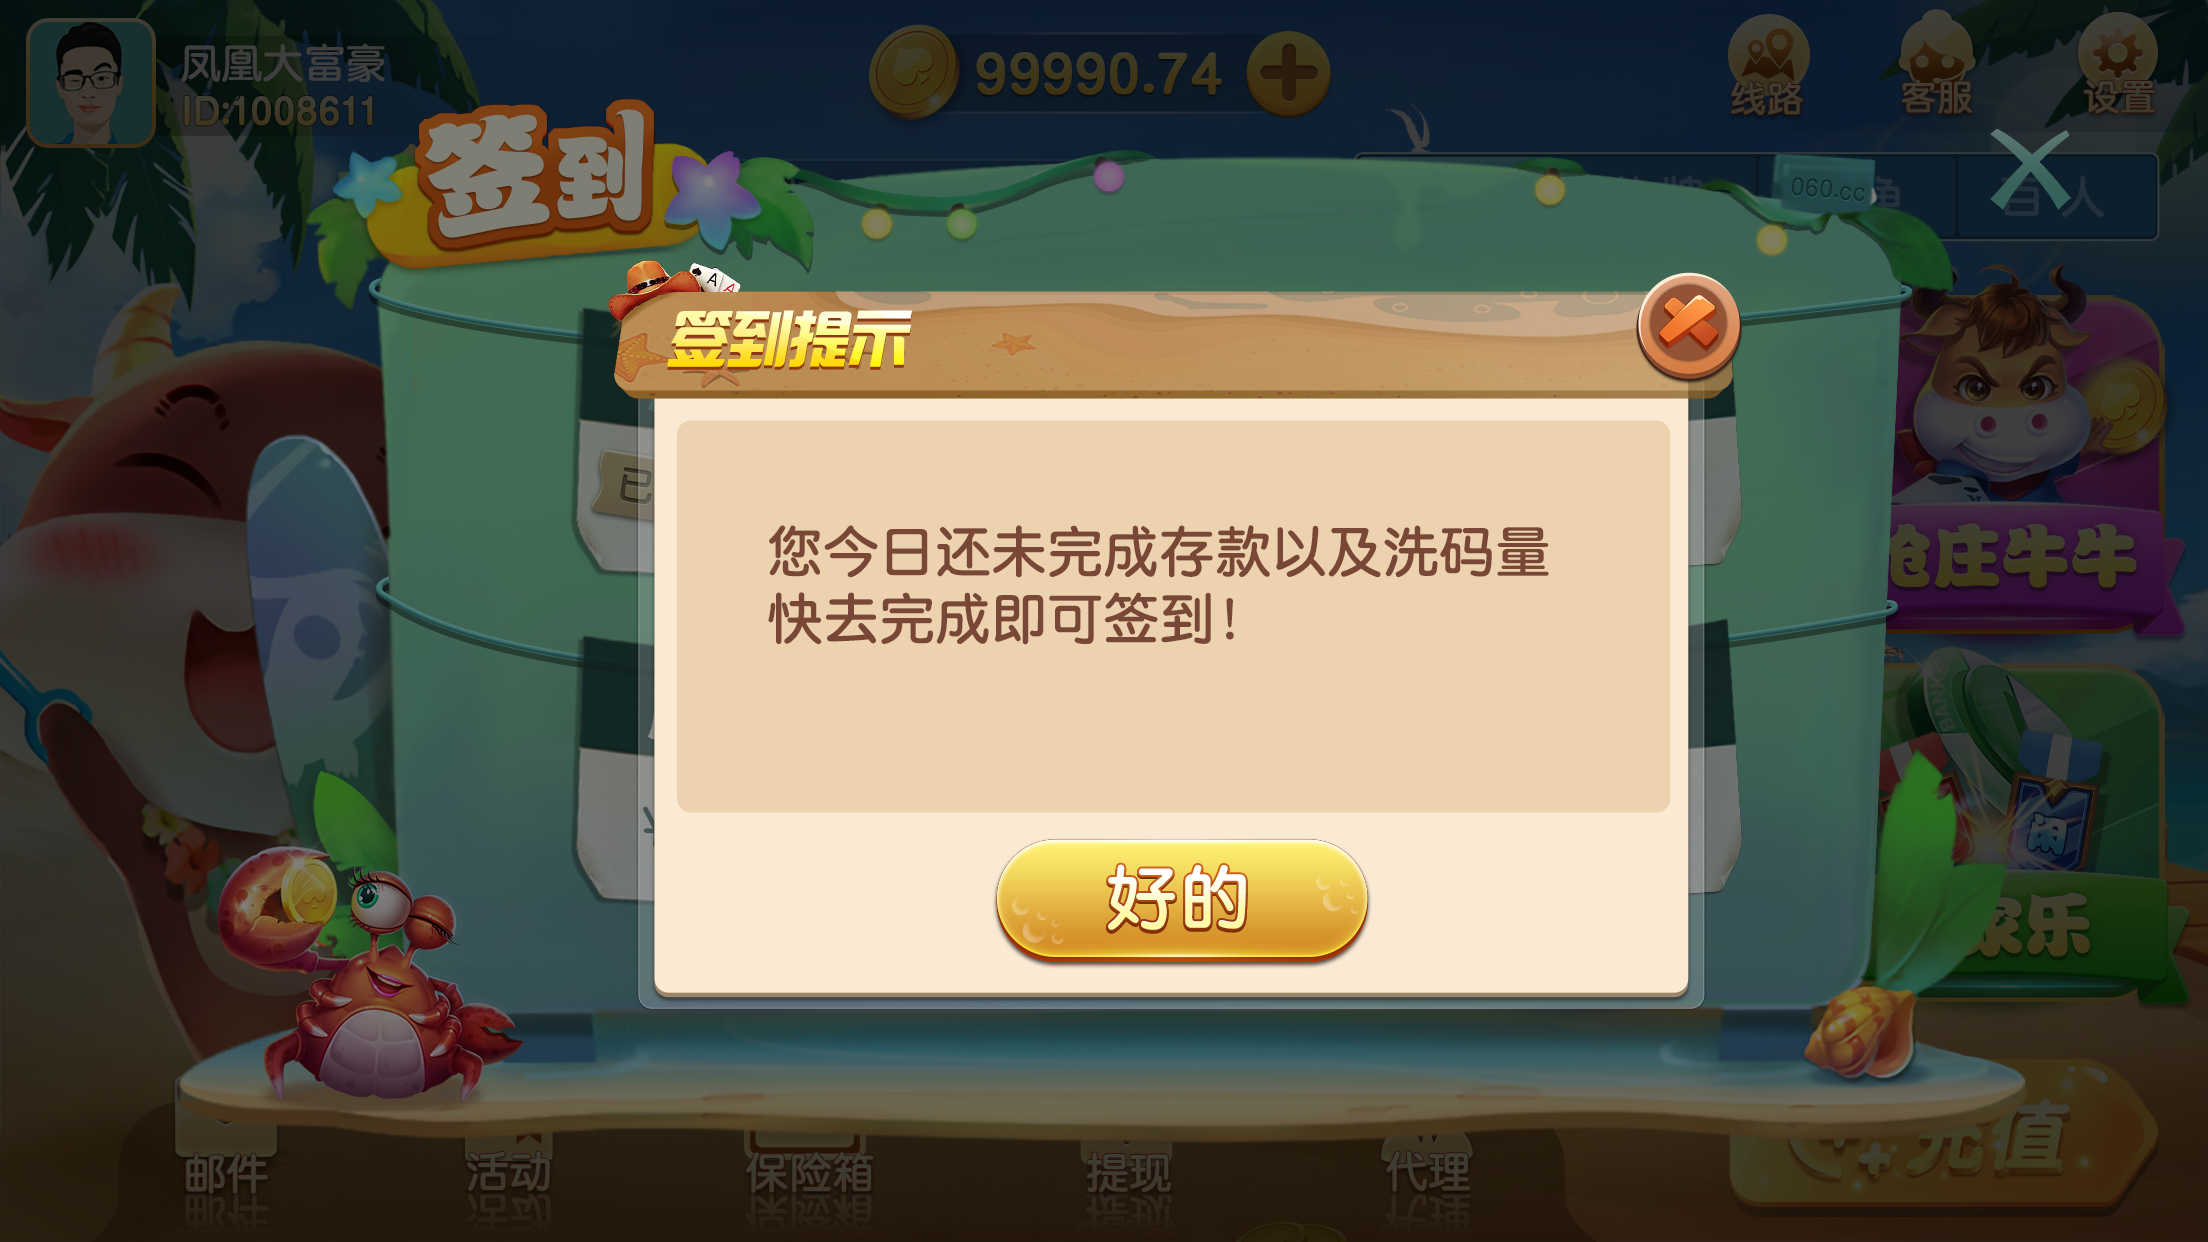 凤凰大富豪
ID:1008611
99990.74
线路
客服
设置
签到
060.cc
百人
签到提示
A
A
已
您今日还未完成存款以及洗码量
快去完成即可签到！
好的
抢庄牛牛
BANK
闲
家乐
邮件
活动
保险箱
提现
代理
充值